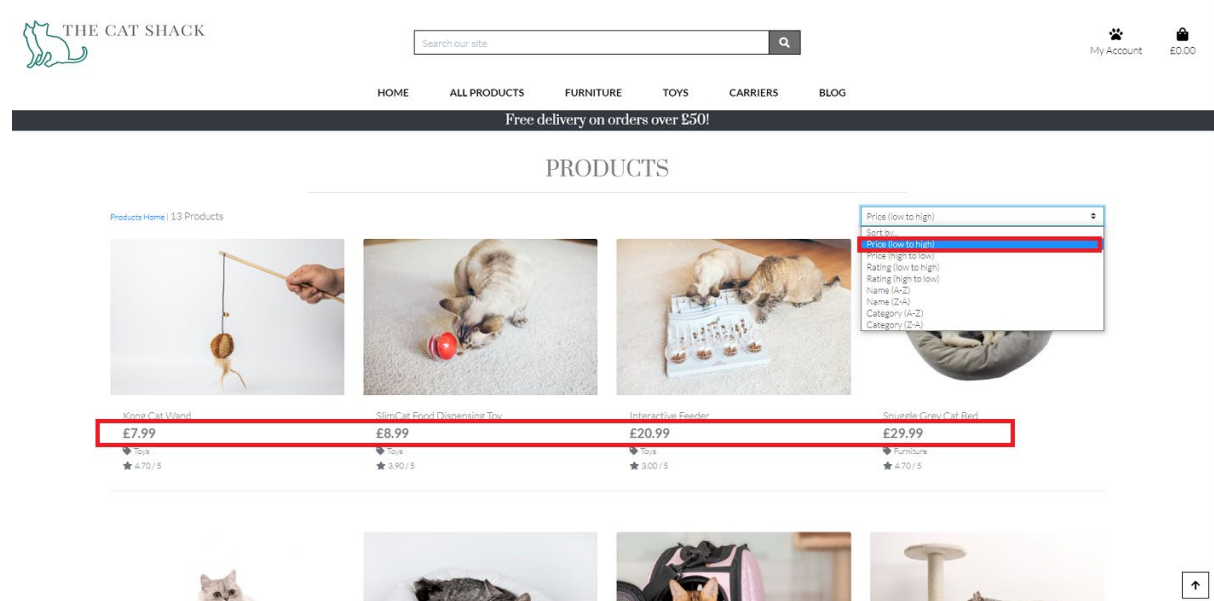 THE CAT SHACK
Search our site
My Account
£0.00
HOME ALL PRODUCTS FURNITURE TOYS CARRIERS BLOG
Free delivery on orders over £50!
PRODUCTS
Products Home | 13 Products
Price (low to high)
Sort by...
Price (low to high)
Price (high to low)
Rating (low to high)
Rating (high to low)
Name (A-Z)
Name (Z-A)
Category (A-Z)
Category (Z-A)
Kong Cat Wand SlimCat Food Dispensing Toy Interactive Feeder Snuggle Grey Cat Bed
£7.99 £8.99 £20.99 £29.99
Toys Toys Toys Furniture
4.70 / 5 3.90 / 5 3.00 / 5 4.70 / 5